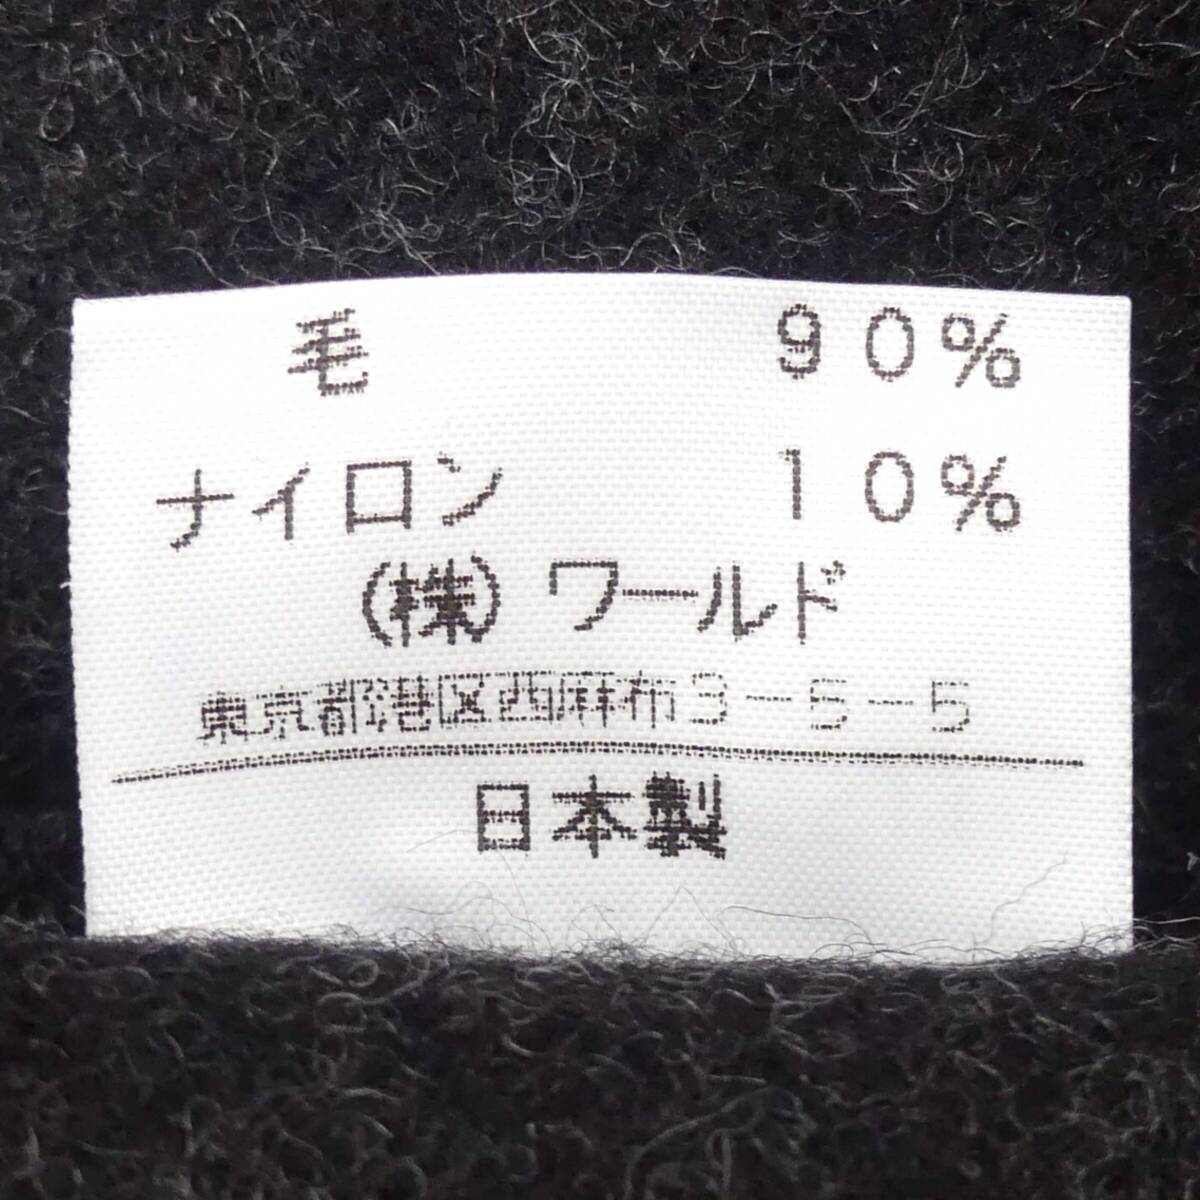 毛 90%
ナイロン 10%
(株) ワールド
東京都港区西麻布3-5-5
日本製